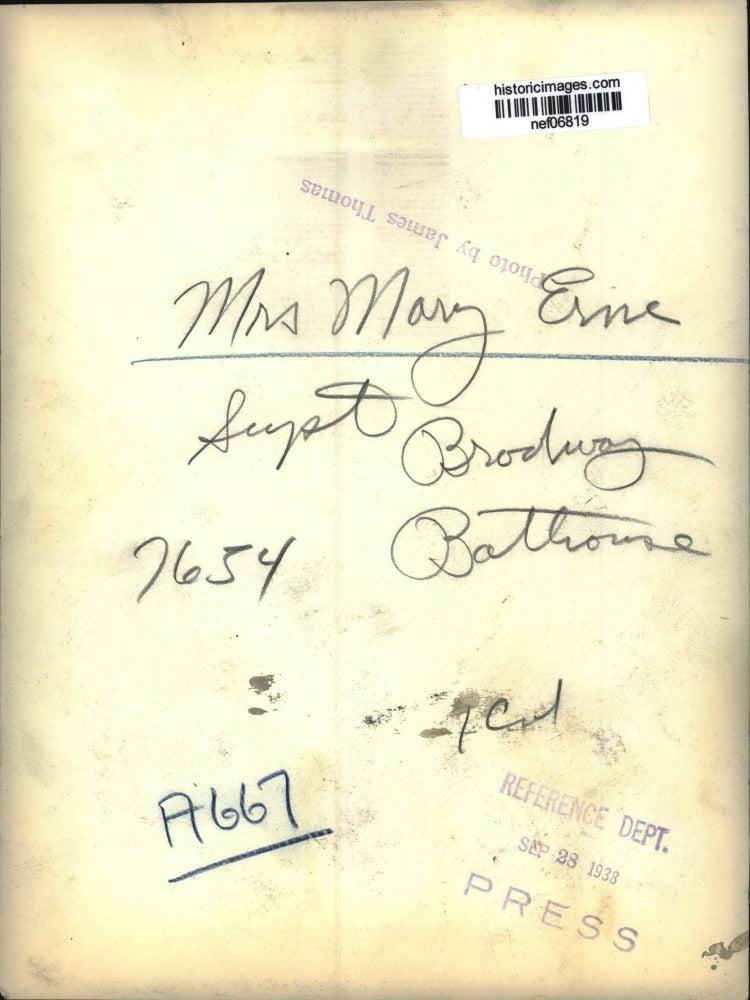 historicimages.com
nef06819
Photo by James Thomas
Mrs Mary Erne
Supt Brodway
7654 Bathouse
1 Col
A667
REFERENCE DEPT.
SEP 28 1938
PRESS